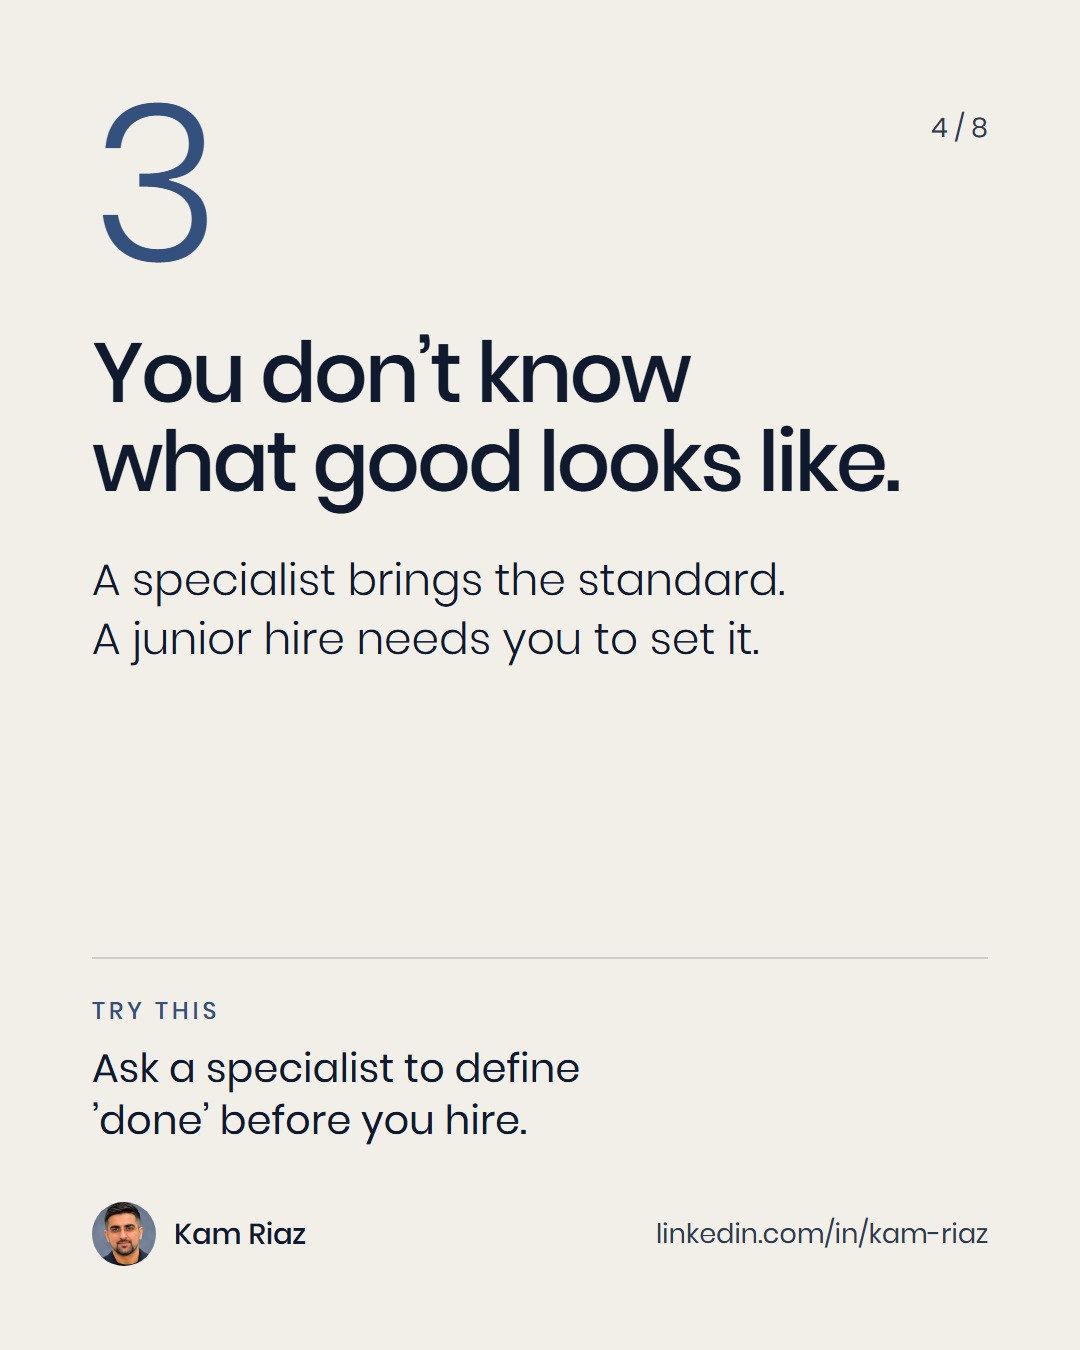 3
4 / 8
You don’t know
what good looks like.
A specialist brings the standard.
A junior hire needs you to set it.
TRY THIS
Ask a specialist to define
’done’ before you hire.
Kam Riaz
linkedin.com/in/kam-riaz